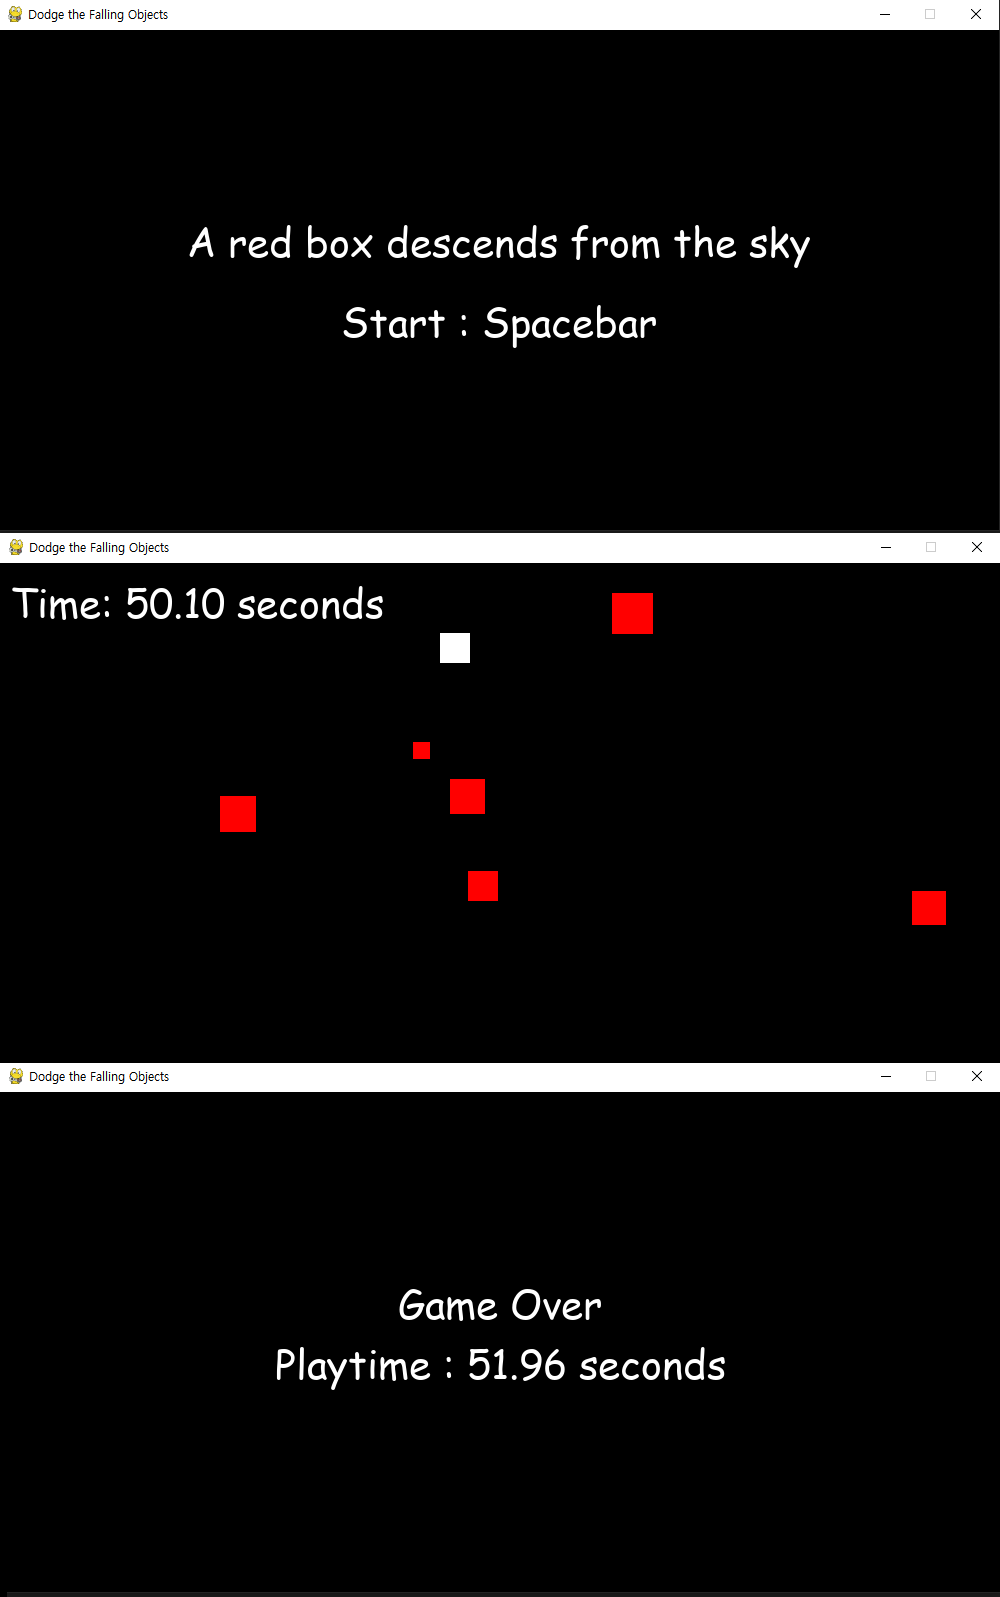 Dodge the Falling Objects
A red box descends from the sky
Start : Spacebar
Dodge the Falling Objects
Time: 50.10 seconds
Dodge the Falling Objects
Game Over
Playtime : 51.96 seconds